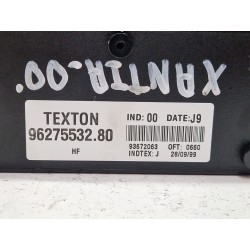 XANTIA-00.
TEXTON
96275532.80
HF
IND: 00 DATE: J9
93672063 OFT: 0660
INDTEX: J 28/09/99